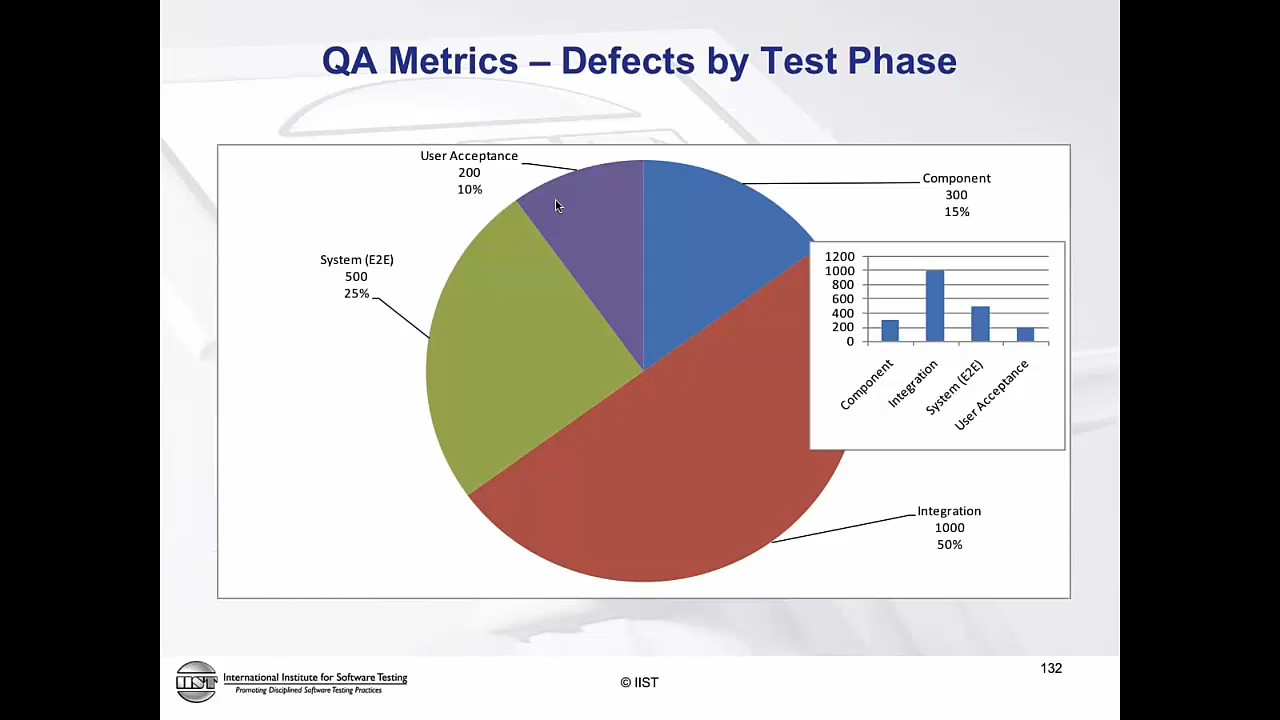 QA Metrics – Defects by Test Phase
User Acceptance
200
10%
Component
300
15%
System (E2E)
500
25%
1200
1000
800
600
400
200
0
Component
Integration
System (E2E)
User Acceptance
Integration
1000
50%
IIST
International Institute for Software Testing
Promoting Disciplined Software Testing Practices
© IIST
132